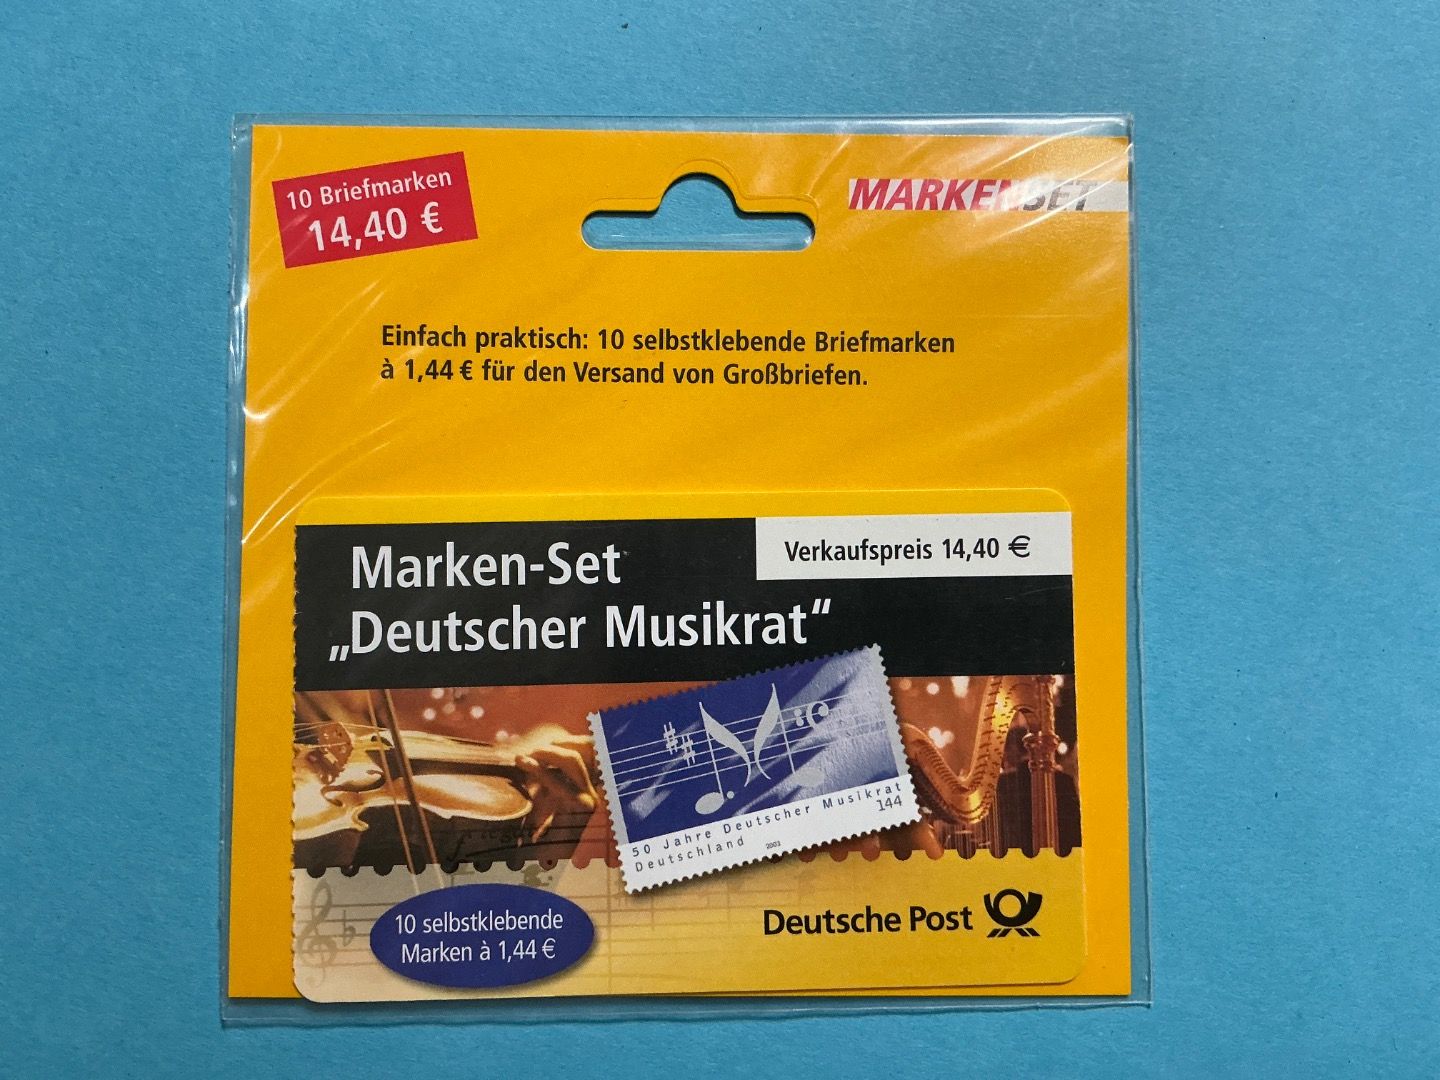 10 Briefmarken
14,40 €
MARKENSET
Einfach praktisch: 10 selbstklebende Briefmarken
à 1,44 € für den Versand von Großbriefen.
Verkaufspreis 14,40 €
Marken-Set
„Deutscher Musikrat“
144
50 Jahre Deutscher Musikrat
Deutschland 2003
10 selbstklebende
Marken à 1,44 €
Deutsche Post